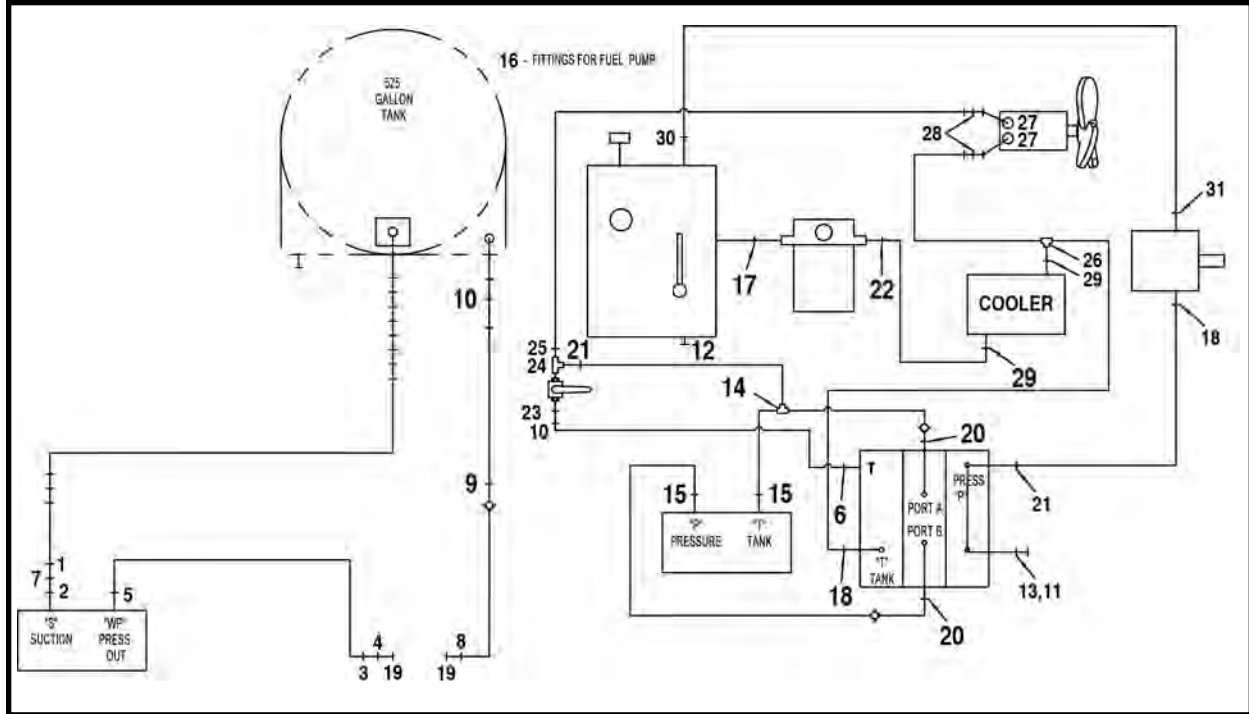 16 - FITTINGS FOR FUEL PUMP
525
GALLON
TANK
30
28
27
27
31
26
29
17
22
COOLER
18
10
12
29
25
24
21
14
23
10
20
9
15
15
6
T
PRESS
"P"
21
PORT A
PORT B
"P"
PRESSURE
"T"
TANK
"T"
TANK
18
13,11
20
1
7
2
5
"S"
SUCTION
"WP"
PRESS
OUT
4
3
19
8
19